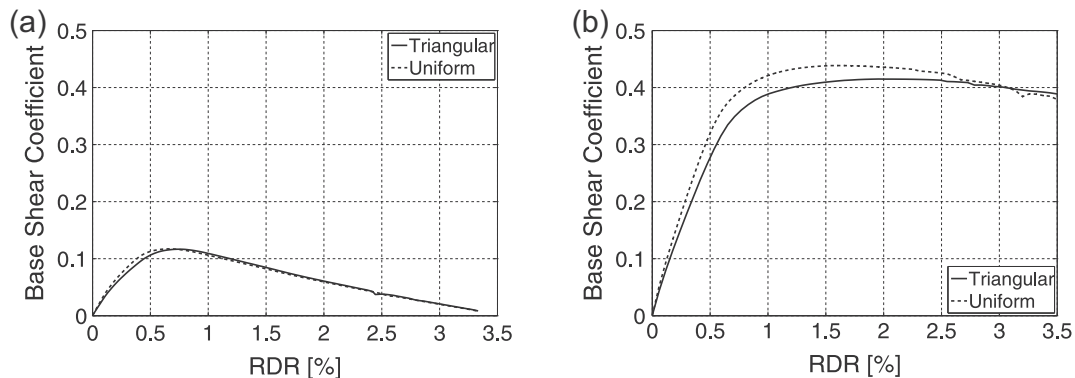 (a)
Base Shear Coefficient
0.5
0.4
0.3
0.2
0.1
0
Triangular
Uniform
0 0.5 1 1.5 2 2.5 3 3.5
RDR [%]
(b)
Base Shear Coefficient
0.5
0.4
0.3
0.2
0.1
0
Triangular
Uniform
0 0.5 1 1.5 2 2.5 3 3.5
RDR [%]